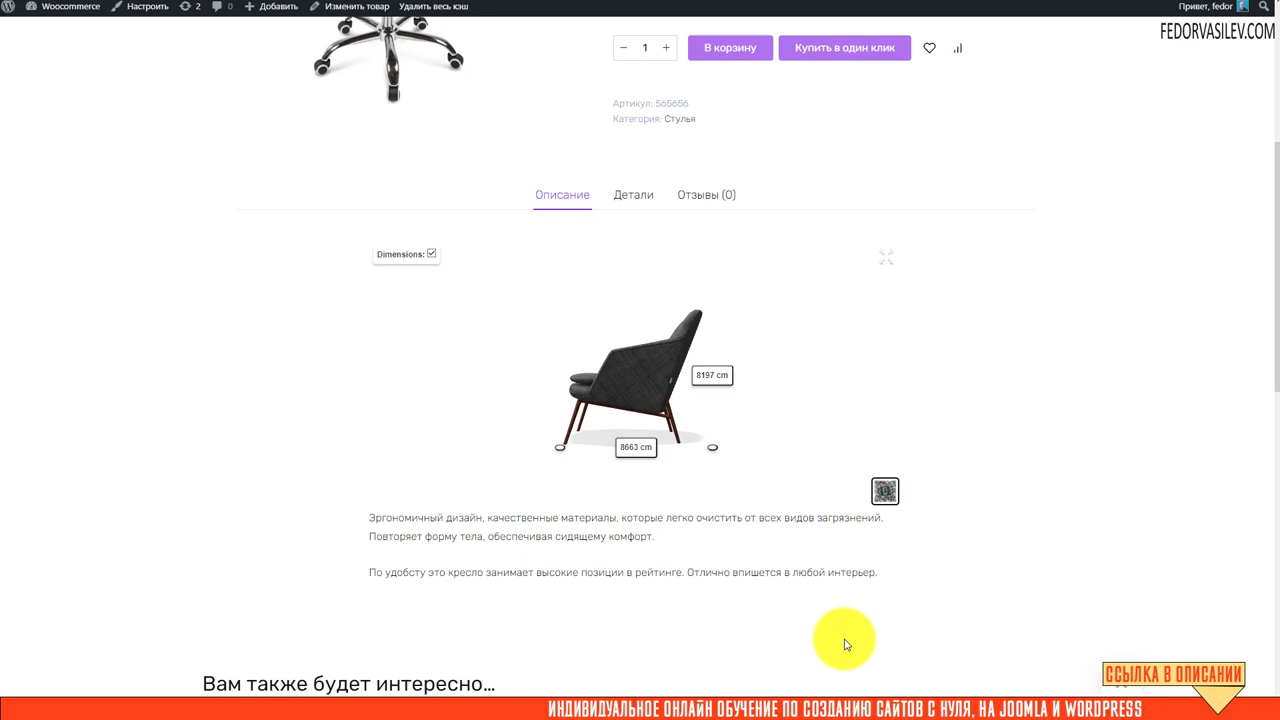 Woocommerce
Настроить
2
0
Добавить
Изменить товар
Удалить весь кэш
Привет, fedor
FEDORVASILEV.COM
− 1 +
В корзину
Купить в один клик
Артикул: 565656
Категория: Стулья
Описание
Детали
Отзывы (0)
Dimensions:
8197 cm
8663 cm
Эргономичный дизайн, качественные материалы, которые легко очистить от всех видов загрязнений.
Повторяет форму тела, обеспечивая сидящему комфорт.
По удобсту это кресло занимает высокие позиции в рейтинге. Отлично впишется в любой интерьер.
Вам также будет интересно...
ССЫЛКА В ОПИСАНИИ
ИНДИВИДУАЛЬНОЕ ОНЛАЙН ОБУЧЕНИЕ ПО СОЗДАНИЮ САЙТОВ С НУЛЯ, НА JOOMLA И WORDPRESS